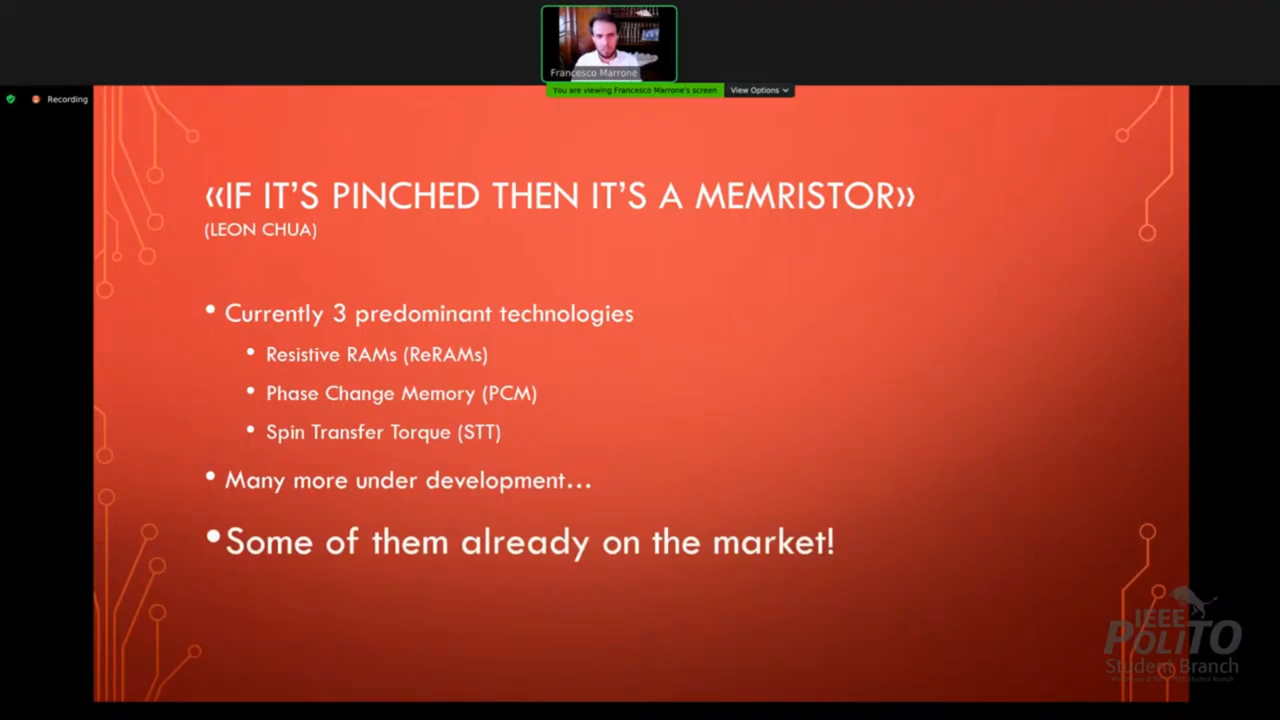 Francesco Marrone
You are viewing Francesco Marrone's screen
View Options
Recording
«IF IT'S PINCHED THEN IT'S A MEMRISTOR»
(LEON CHUA)
• Currently 3 predominant technologies
• Resistive RAMs (ReRAMs)
• Phase Change Memory (PCM)
• Spin Transfer Torque (STT)
• Many more under development...
• Some of them already on the market!
IEEE
POLITO
Student Branch